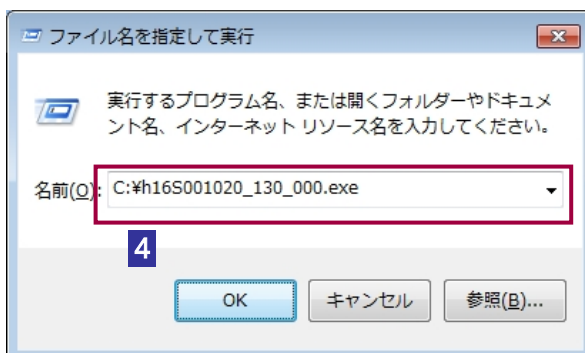 ファイル名を指定して実行
実行するプログラム名、または開くフォルダーやドキュメ
ント名、インターネット リソース名を入力してください。
名前(O): C:¥h16S001020_130_000.exe
4
OK キャンセル 参照(B)...